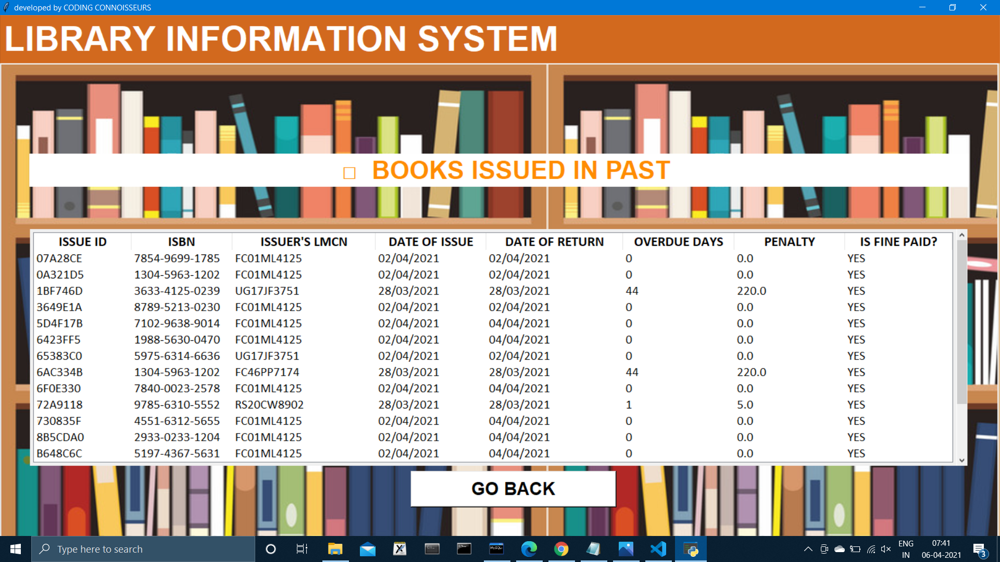 developed by CODING CONNOISSEURS
LIBRARY INFORMATION SYSTEM
BOOKS ISSUED IN PAST
ISSUE ID ISBN ISSUER'S LMCN DATE OF ISSUE DATE OF RETURN OVERDUE DAYS PENALTY IS FINE PAID?
07A28CE 7854-9699-1785 FC01ML4125 02/04/2021 02/04/2021 0 0.0 YES
0A321D5 1304-5963-1202 FC01ML4125 02/04/2021 02/04/2021 0 0.0 YES
1BF746D 3633-4125-0239 UG17JF3751 28/03/2021 28/03/2021 44 220.0 YES
3649E1A 8789-5213-0230 FC01ML4125 02/04/2021 02/04/2021 0 0.0 YES
5D4F17B 7102-9638-9014 FC01ML4125 02/04/2021 04/04/2021 0 0.0 YES
6423FF5 1988-5630-0470 FC01ML4125 02/04/2021 04/04/2021 0 0.0 YES
65383C0 5975-6314-6636 UG17JF3751 02/04/2021 02/04/2021 0 0.0 YES
6AC334B 1304-5963-1202 FC46PP7174 28/03/2021 28/03/2021 44 220.0 YES
6F0E330 7840-0023-2578 FC01ML4125 02/04/2021 04/04/2021 0 0.0 YES
72A9118 9785-6310-5552 RS20CW8902 28/03/2021 28/03/2021 1 5.0 YES
730835F 4551-6312-5655 FC01ML4125 02/04/2021 04/04/2021 0 0.0 YES
8B5CDA0 2933-0233-1204 FC01ML4125 02/04/2021 04/04/2021 0 0.0 YES
B648C6C 5197-4367-5631 FC01ML4125 02/04/2021 04/04/2021 0 0.0 YES
GO BACK
Type here to search
ENG
IN
07:41
06-04-2021
3